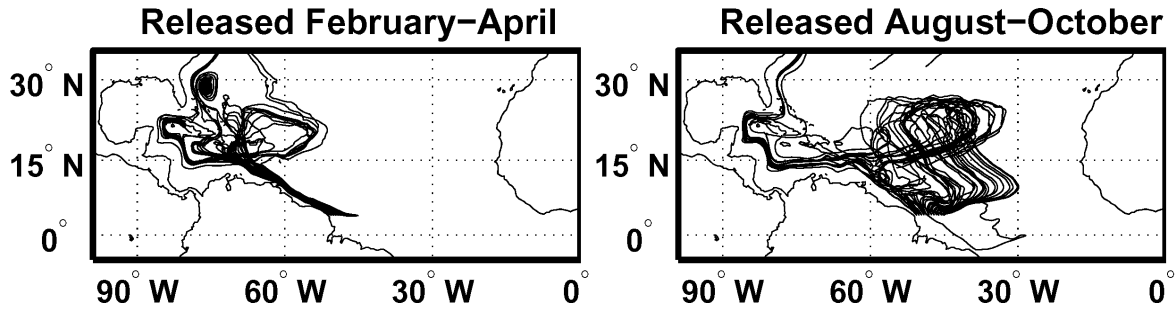 Released February−April
Released August−October
30° N
15° N
0°
90° W
60° W
30° W
0°
30° N
15° N
0°
90° W
60° W
30° W
0°